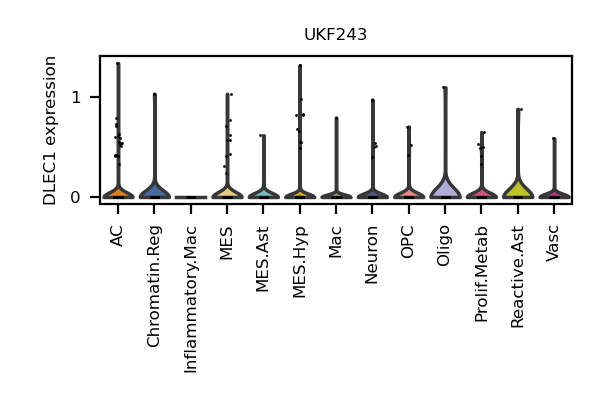 UKF243
DLEC1 expression
1
0
AC
Chromatin.Reg
Inflammatory.Mac
MES
MES.Ast
MES.Hyp
Mac
Neuron
OPC
Oligo
Prolif.Metab
Reactive.Ast
Vasc